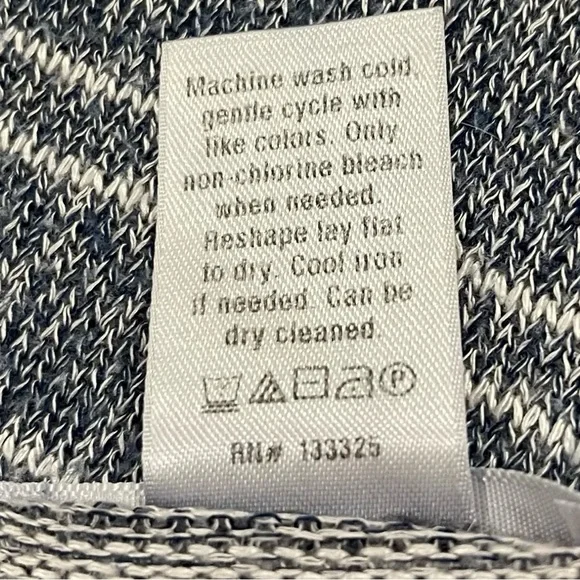 Machine wash cold,
gentle cycle with
like colors. Only
non-chlorine bleach
when needed.
Reshape lay flat
to dry. Cool iron
if needed. Can be
dry cleaned.
P
RN# 133325